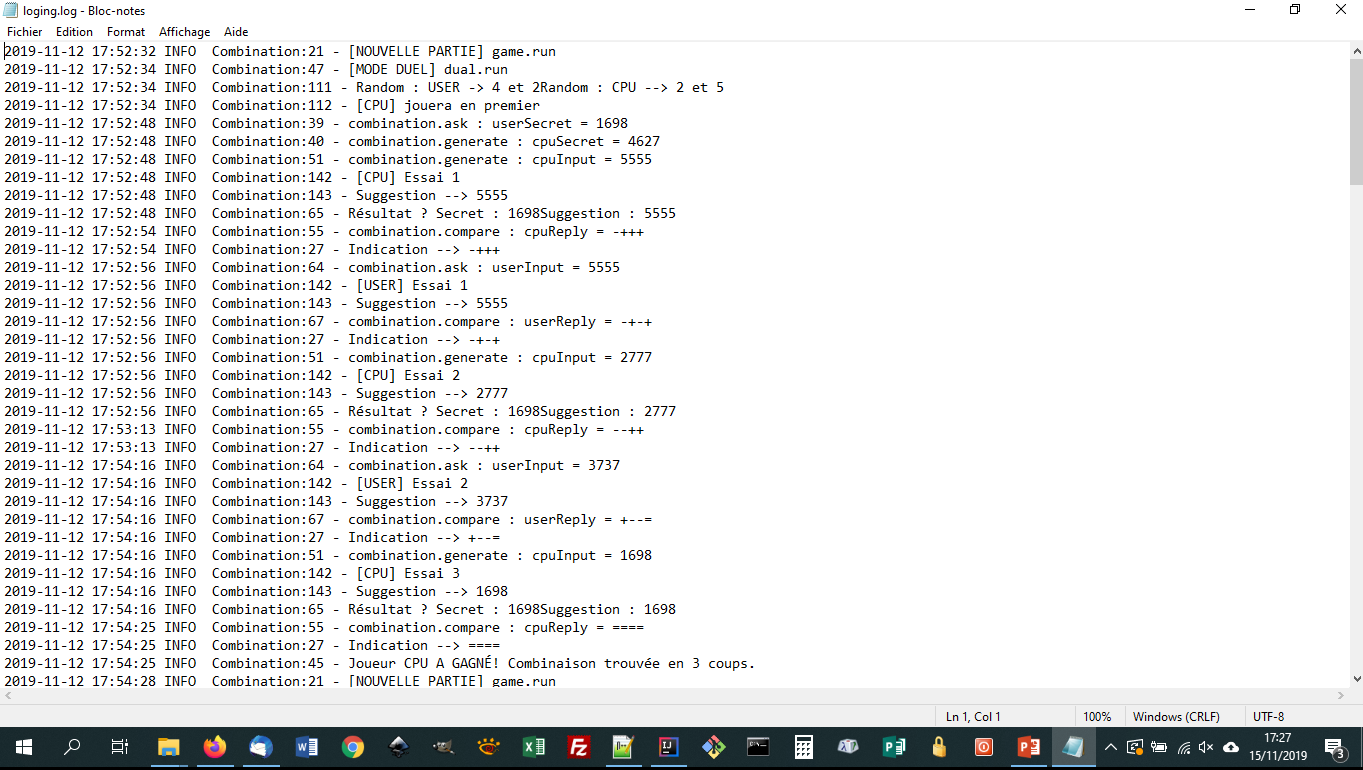 loging.log - Bloc-notes
Fichier Edition Format Affichage Aide
2019-11-12 17:52:32 INFO  Combination:21 - [NOUVELLE PARTIE] game.run
2019-11-12 17:52:34 INFO  Combination:47 - [MODE DUEL] dual.run
2019-11-12 17:52:34 INFO  Combination:111 - Random : USER -> 4 et 2Random : CPU --> 2 et 5
2019-11-12 17:52:34 INFO  Combination:112 - [CPU] jouera en premier
2019-11-12 17:52:48 INFO  Combination:39 - combination.ask : userSecret = 1698
2019-11-12 17:52:48 INFO  Combination:40 - combination.generate : cpuSecret = 4627
2019-11-12 17:52:48 INFO  Combination:51 - combination.generate : cpuInput = 5555
2019-11-12 17:52:48 INFO  Combination:142 - [CPU] Essai 1
2019-11-12 17:52:48 INFO  Combination:143 - Suggestion --> 5555
2019-11-12 17:52:48 INFO  Combination:65 - Résultat ? Secret : 1698Suggestion : 5555
2019-11-12 17:52:54 INFO  Combination:55 - combination.compare : cpuReply = -+++
2019-11-12 17:52:54 INFO  Combination:27 - Indication --> -+++
2019-11-12 17:52:56 INFO  Combination:64 - combination.ask : userInput = 5555
2019-11-12 17:52:56 INFO  Combination:142 - [USER] Essai 1
2019-11-12 17:52:56 INFO  Combination:143 - Suggestion --> 5555
2019-11-12 17:52:56 INFO  Combination:67 - combination.compare : userReply = -+-+
2019-11-12 17:52:56 INFO  Combination:27 - Indication --> -+-+
2019-11-12 17:52:56 INFO  Combination:51 - combination.generate : cpuInput = 2777
2019-11-12 17:52:56 INFO  Combination:142 - [CPU] Essai 2
2019-11-12 17:52:56 INFO  Combination:143 - Suggestion --> 2777
2019-11-12 17:52:56 INFO  Combination:65 - Résultat ? Secret : 1698Suggestion : 2777
2019-11-12 17:53:13 INFO  Combination:55 - combination.compare : cpuReply = --++
2019-11-12 17:53:13 INFO  Combination:27 - Indication --> --++
2019-11-12 17:54:16 INFO  Combination:64 - combination.ask : userInput = 3737
2019-11-12 17:54:16 INFO  Combination:142 - [USER] Essai 2
2019-11-12 17:54:16 INFO  Combination:143 - Suggestion --> 3737
2019-11-12 17:54:16 INFO  Combination:67 - combination.compare : userReply = +--=
2019-11-12 17:54:16 INFO  Combination:27 - Indication --> +--=
2019-11-12 17:54:16 INFO  Combination:51 - combination.generate : cpuInput = 1698
2019-11-12 17:54:16 INFO  Combination:142 - [CPU] Essai 3
2019-11-12 17:54:16 INFO  Combination:143 - Suggestion --> 1698
2019-11-12 17:54:16 INFO  Combination:65 - Résultat ? Secret : 1698Suggestion : 1698
2019-11-12 17:54:25 INFO  Combination:55 - combination.compare : cpuReply = ====
2019-11-12 17:54:25 INFO  Combination:27 - Indication --> ====
2019-11-12 17:54:25 INFO  Combination:45 - Joueur CPU A GAGNÉ! Combinaison trouvée en 3 coups.
2019-11-12 17:54:28 INFO  Combination:21 - [NOUVELLE PARTIE] game.run
Ln 1, Col 1 100% Windows (CRLF) UTF-8
17:27
15/11/2019
3